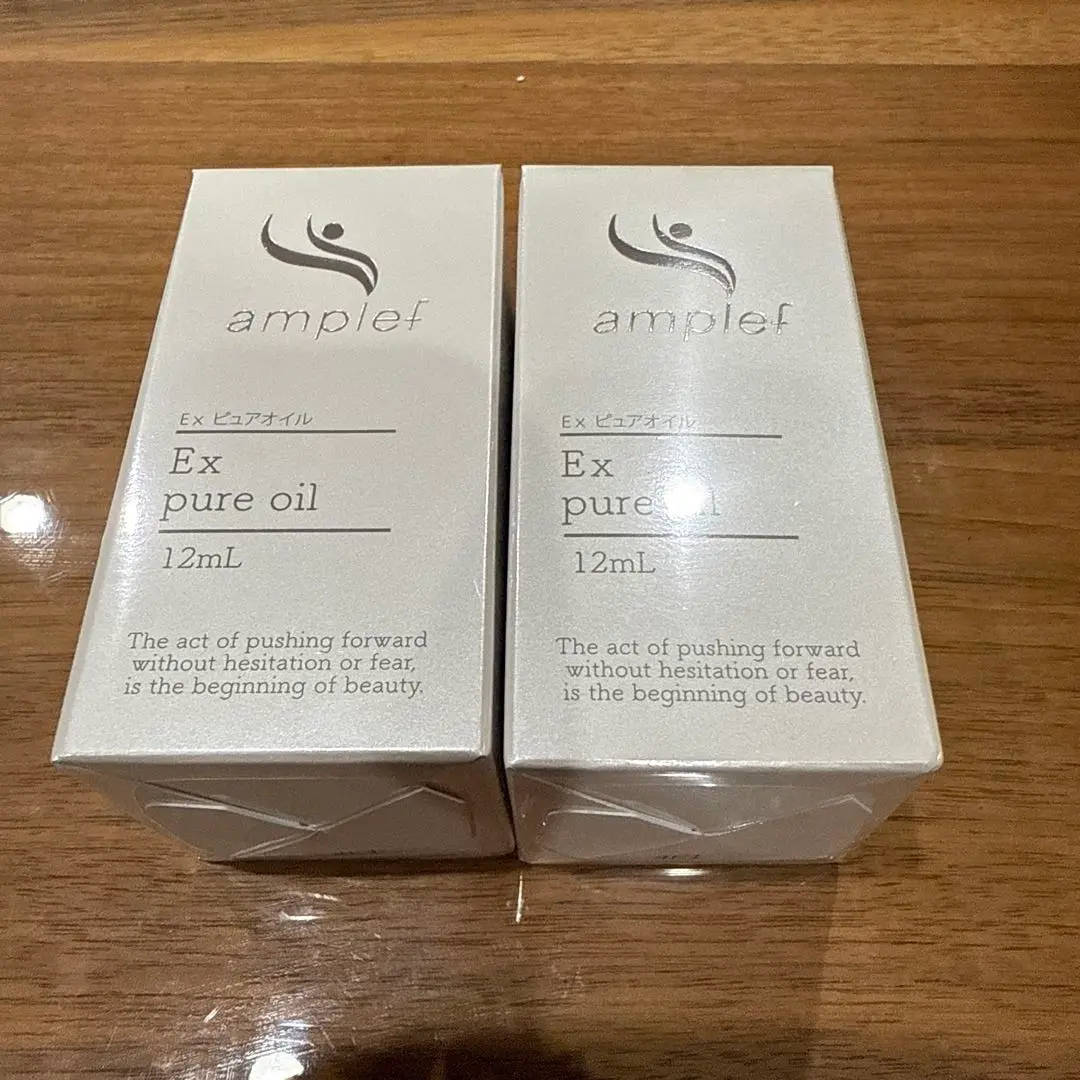 amplef
Ex ピュアオイル
Ex
pure oil
12mL
The act of pushing forward
without hesitation or fear,
is the beginning of beauty.
amplef
Ex ピュアオイル
Ex
pure
12mL
The act of pushing forward
without hesitation or fear,
is the beginning of beauty.